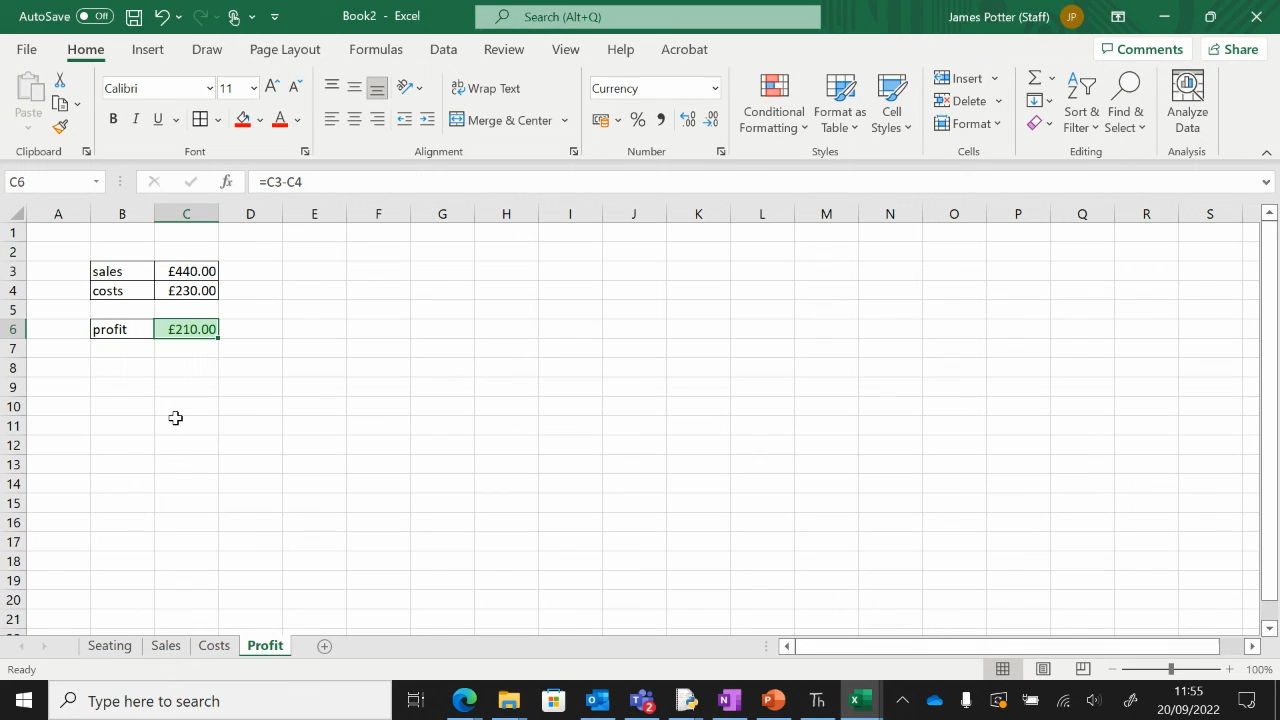 AutoSave Off Book2 - Excel Search (Alt+Q) James Potter (Staff) JP
File Home Insert Draw Page Layout Formulas Data Review View Help Acrobat Comments Share
Paste
Clipboard
Calibri 11
B I U A
Font
Wrap Text
Merge & Center
Alignment
Currency
% ,
Number
Conditional Formatting
Format as Table
Cell Styles
Styles
Insert
Delete
Format
Cells
Sort & Filter
Find & Select
Editing
Analyze Data
Analysis
C6 fx =C3-C4
A B C D E F G H I J K L M N O P Q R S
1
2
3 sales £440.00
4 costs £230.00
5
6 profit £210.00
7
8
9
10
11
12
13
14
15
16
17
18
19
20
21
Seating Sales Costs Profit
Ready 100%
Type here to search 2 Th 11:55
20/09/2022